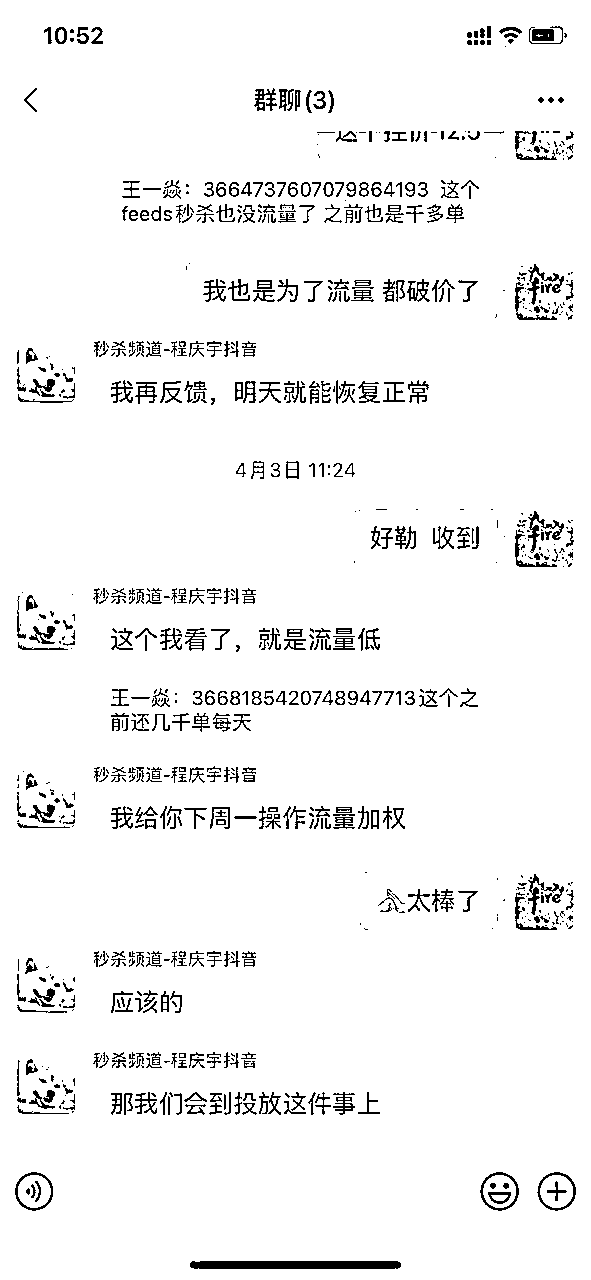 10:52
群聊(3)
王一焱：3664737607079864193 这个
feeds秒杀也没流量了 之前也是千多单
我也是为了流量 都破价了
秒杀频道-程庆宇抖音
我再反馈，明天就能恢复正常
4月3日 11:24
好勒 收到
秒杀频道-程庆宇抖音
这个我看了，就是流量低
王一焱：3668185420748947713这个之
前还几千单每天
秒杀频道-程庆宇抖音
我给你下周一操作流量加权
太棒了
秒杀频道-程庆宇抖音
应该的
秒杀频道-程庆宇抖音
那我们会到投放这件事上